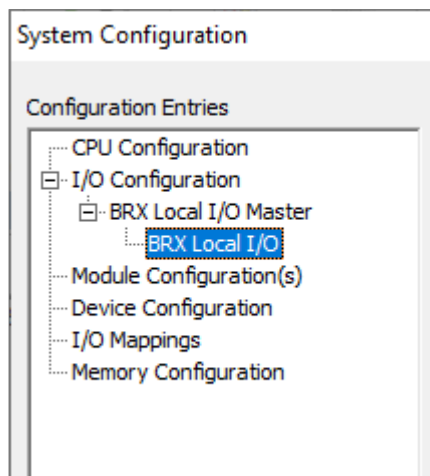 System Configuration
Configuration Entries
CPU Configuration
I/O Configuration
BRX Local I/O Master
BRX Local I/O
Module Configuration(s)
Device Configuration
I/O Mappings
Memory Configuration